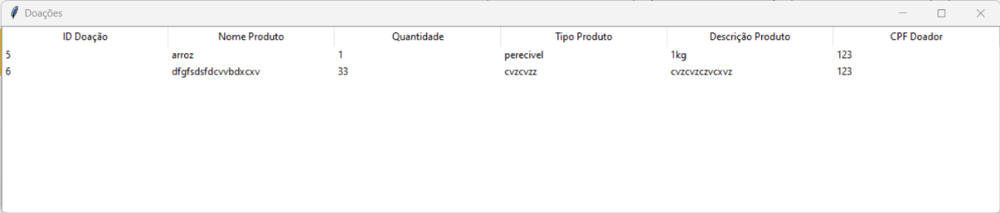 Doações
ID Doação Nome Produto Quantidade Tipo Produto Descrição Produto CPF Doador
5 arroz 1 perecivel 1kg 123
6 dfgfsdsfdcvvbdxcxv 33 cvzcvzz cvzcvzczvcxvz 123